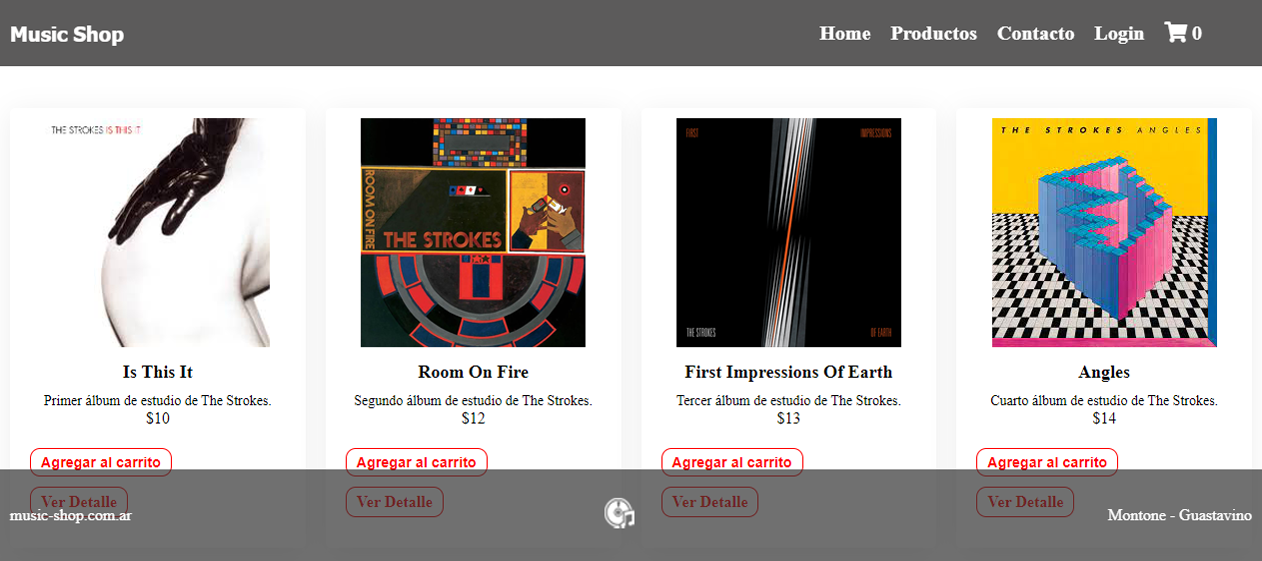 Music Shop
Home Productos Contacto Login 0
THE STROKES IS THIS IT
ROOM ON FIRE
THE STROKES
FIRST IMPRESSIONS
THE STROKES OF EARTH
THE STROKES ANGLES
Is This It
Room On Fire
First Impressions Of Earth
Angles
Primer álbum de estudio de The Strokes.
Segundo álbum de estudio de The Strokes.
Tercer álbum de estudio de The Strokes.
Cuarto álbum de estudio de The Strokes.
$10
$12
$13
$14
Agregar al carrito
Agregar al carrito
Agregar al carrito
Agregar al carrito
Ver Detalle
Ver Detalle
Ver Detalle
Ver Detalle
music-shop.com.ar
Montone - Guastavino